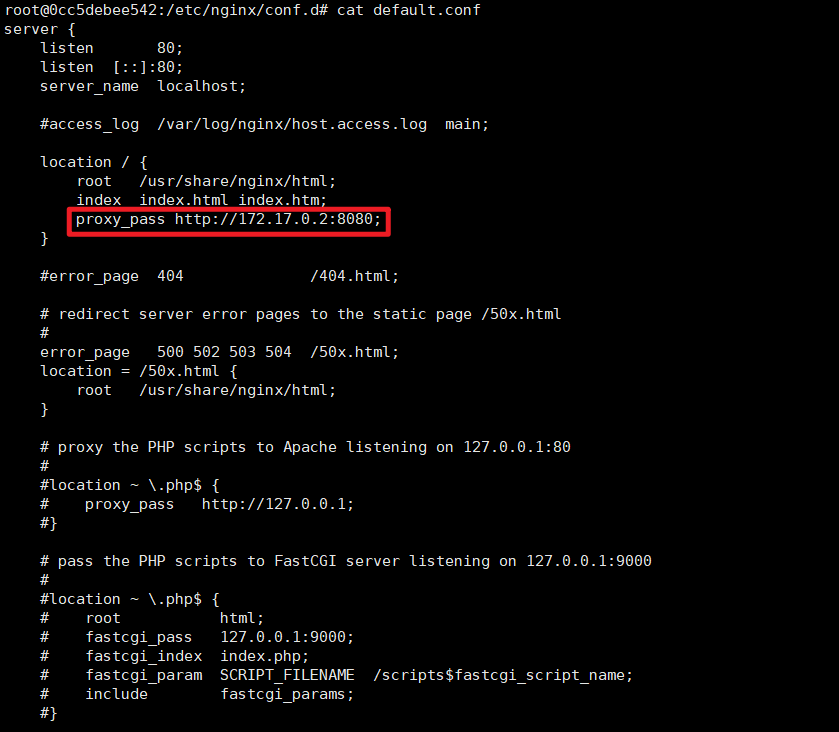 root@0cc5debee542:/etc/nginx/conf.d# cat default.conf
server {
    listen       80;
    listen  [::]:80;
    server_name  localhost;

    #access_log  /var/log/nginx/host.access.log  main;

    location / {
        root   /usr/share/nginx/html;
        index  index.html index.htm;
        proxy_pass http://172.17.0.2:8080;
    }

    #error_page  404              /404.html;

    # redirect server error pages to the static page /50x.html
    #
    error_page   500 502 503 504  /50x.html;
    location = /50x.html {
        root   /usr/share/nginx/html;
    }

    # proxy the PHP scripts to Apache listening on 127.0.0.1:80
    #
    #location ~ \.php$ {
    #    proxy_pass   http://127.0.0.1;
    #}

    # pass the PHP scripts to FastCGI server listening on 127.0.0.1:9000
    #
    #location ~ \.php$ {
    #    root           html;
    #    fastcgi_pass   127.0.0.1:9000;
    #    fastcgi_index  index.php;
    #    fastcgi_param  SCRIPT_FILENAME  /scripts$fastcgi_script_name;
    #    include        fastcgi_params;
    #}